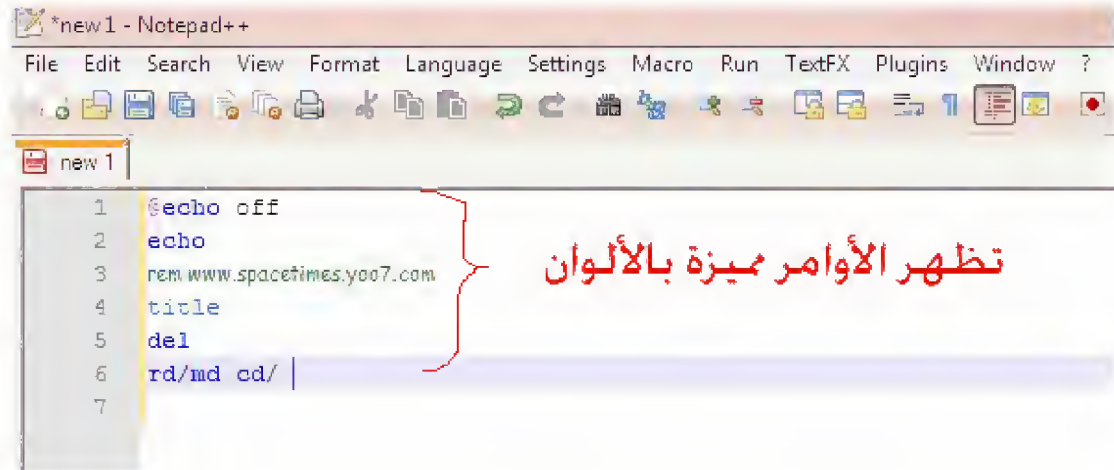 *new 1 - Notepad++
File Edit Search View Format Language Settings Macro Run TextFX Plugins Window ?
new 1
1 @echo off
2 echo
3 rem www.spacetimes.yoo7.com
4 title
5 del
6 rd/md cd/
7
تظهر الأوامر مميزة بالألوان